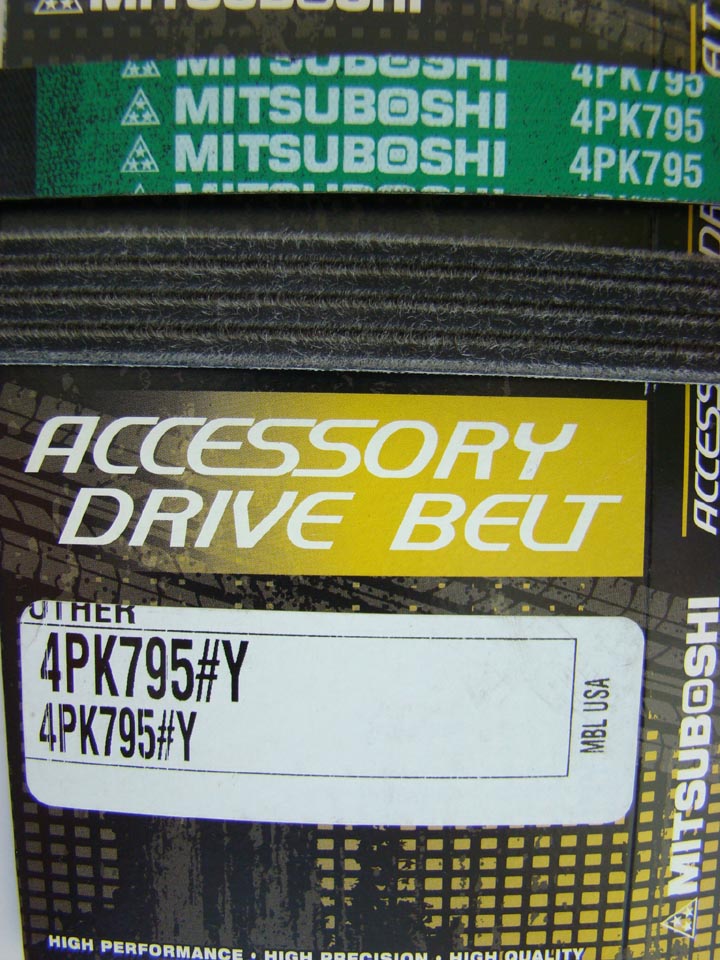 MITSUBOSHI
MITSUBOSHI 4PK795
MITSUBOSHI 4PK795
MITSUBOSHI 4PK795
ACCESSORY
DRIVE BELT
OTHER
4PK795#Y
4PK795#Y
MBL USA
HIGH PERFORMANCE • HIGH PRECISION • HIGH QUALITY
ACCESS
MITSUBOSHI